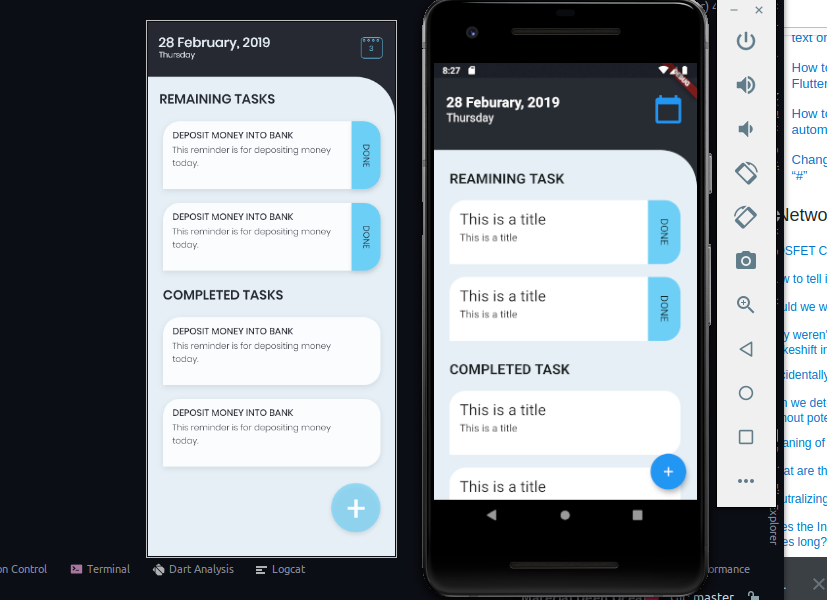 28 February, 2019
Thursday
3
REMAINING TASKS
DEPOSIT MONEY INTO BANK
This reminder is for depositing money
today.
DONE
DEPOSIT MONEY INTO BANK
This reminder is for depositing money
today.
DONE
COMPLETED TASKS
DEPOSIT MONEY INTO BANK
This reminder is for depositing money
today.
DEPOSIT MONEY INTO BANK
This reminder is for depositing money
today.
+
8:27
28 Feburary, 2019
Thursday
REAMINING TASK
This is a title
This is a title
DONE
This is a title
This is a title
DONE
COMPLETED TASK
This is a title
This is a title
This is a title
+
text or
How to
Flutter
How to
autom
Chang
"#"
Netwo
OSFET C
w to tell i
uld we w
y weren'
keshift in
cidentally
n we det
hout pote
aning of
at are th
utralizing
es the In
es long?
xplorer
on Control
Terminal
Dart Analysis
Logcat
ormance
master